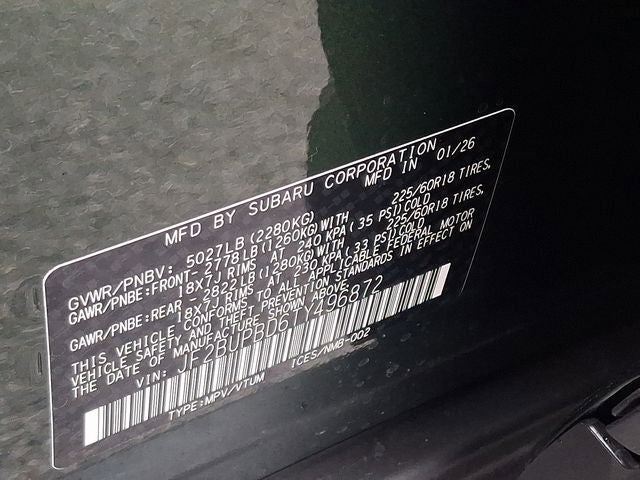 MFD BY SUBARU CORPORATION
MFD IN 01/26
GVWR/PNBV: 5027LB(2280KG)
GAWR/PNBE:FRONT-2778LB(1260KG)WITH 225/60R18 TIRES,
18X7J RIMS AT 240 KPA(35 PSI)COLD
GAWR/PNBE:REAR -2822LB(1280KG)WITH 225/60R18 TIRES,
18X7J RIMS AT 230 KPA(33 PSI)COLD
THIS VEHICLE CONFORMS TO ALL APPLICABLE FEDERAL MOTOR
VEHICLE SAFETY AND THEFT PREVENTION STANDARDS IN EFFECT ON
THE DATE OF MANUFACTURE SHOWN ABOVE.
VIN: JF2BUPBD6TY496872
TYPE:MPV/VTUM ICES/NMB-002